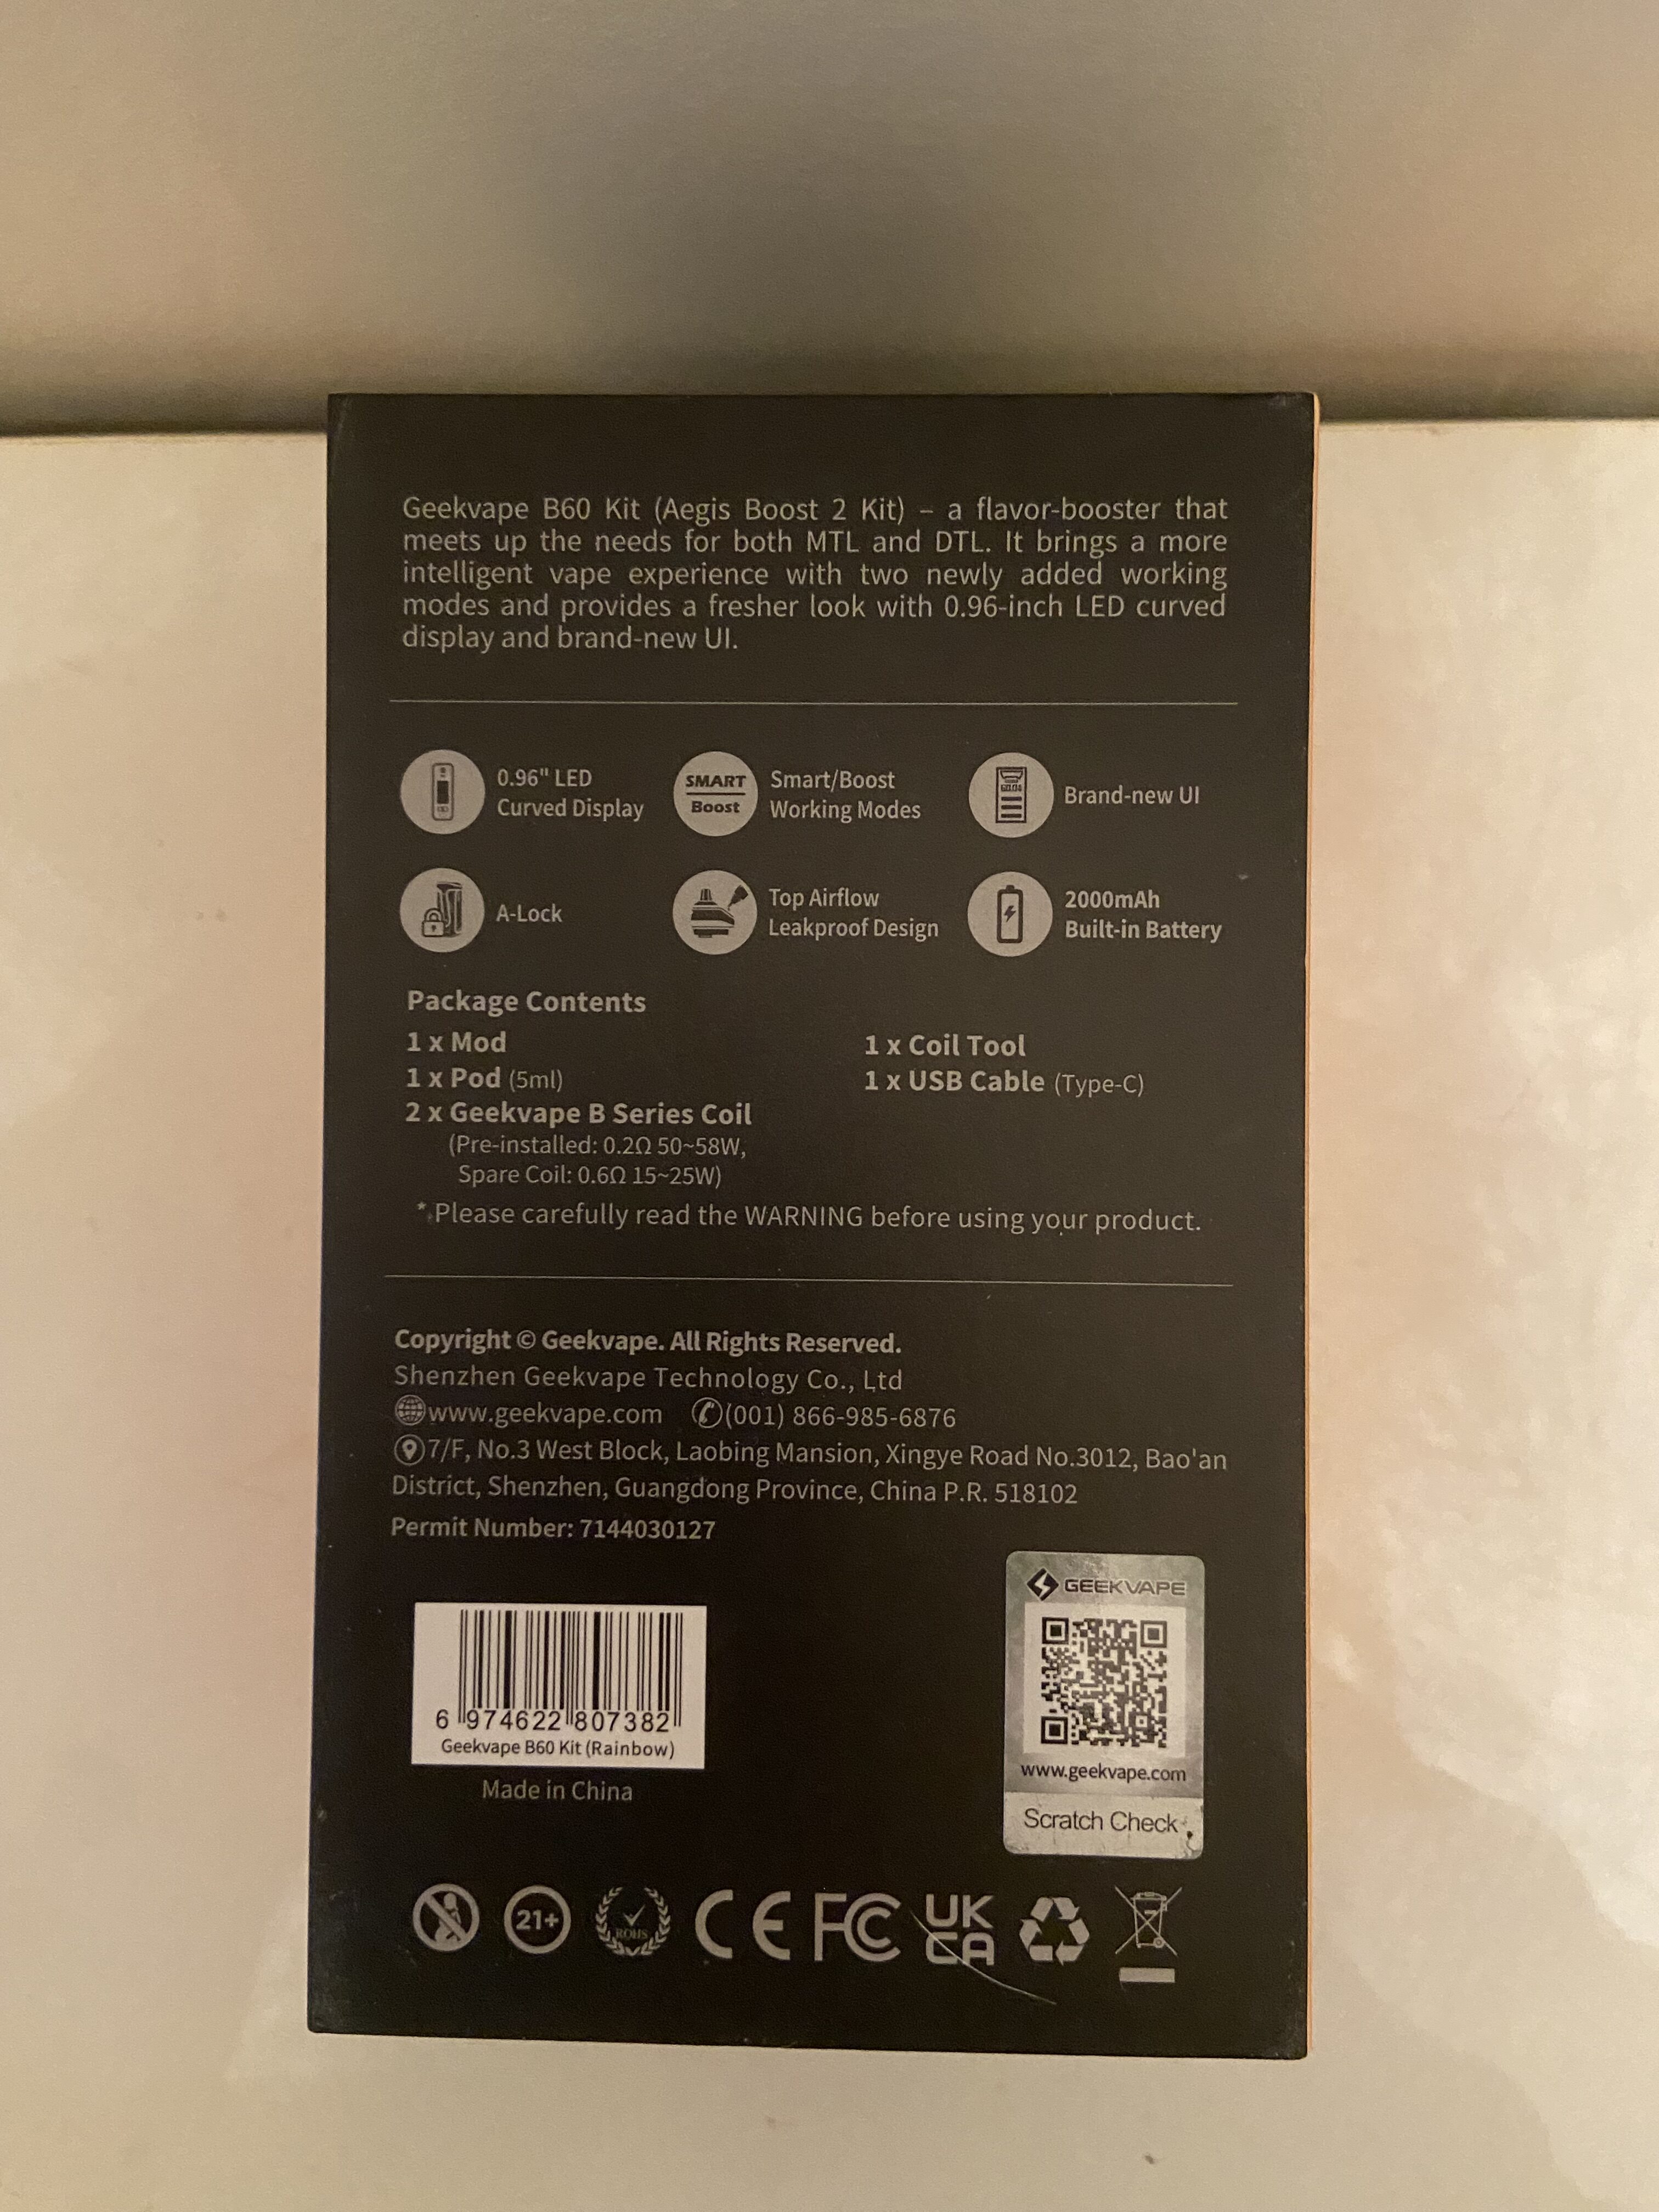 Geekvape B60 Kit (Aegis Boost 2 Kit) – a flavor-booster that
meets up the needs for both MTL and DTL. It brings a more
intelligent vape experience with two newly added working
modes and provides a fresher look with 0.96-inch LED curved
display and brand-new UI.
0.96" LED
Curved Display
SMART
Boost
Smart/Boost
Working Modes
Brand-new UI
A-Lock
Top Airflow
Leakproof Design
2000mAh
Built-in Battery
Package Contents
1 x Mod
1 x Pod (5ml)
2 x Geekvape B Series Coil
(Pre-installed: 0.2Ω 50~58W,
Spare Coil: 0.6Ω 15~25W)
1 x Coil Tool
1 x USB Cable (Type-C)
* Please carefully read the WARNING before using your product.
Copyright © Geekvape. All Rights Reserved.
Shenzhen Geekvape Technology Co., Ltd
www.geekvape.com (001) 866-985-6876
7/F, No.3 West Block, Laobing Mansion, Xingye Road No.3012, Bao'an
District, Shenzhen, Guangdong Province, China P.R. 518102
Permit Number: 7144030127
6 974622 807382
Geekvape B60 Kit (Rainbow)
Made in China
GEEKVAPE
www.geekvape.com
Scratch Check
21+
ROHS
CE
FC
UK
CA